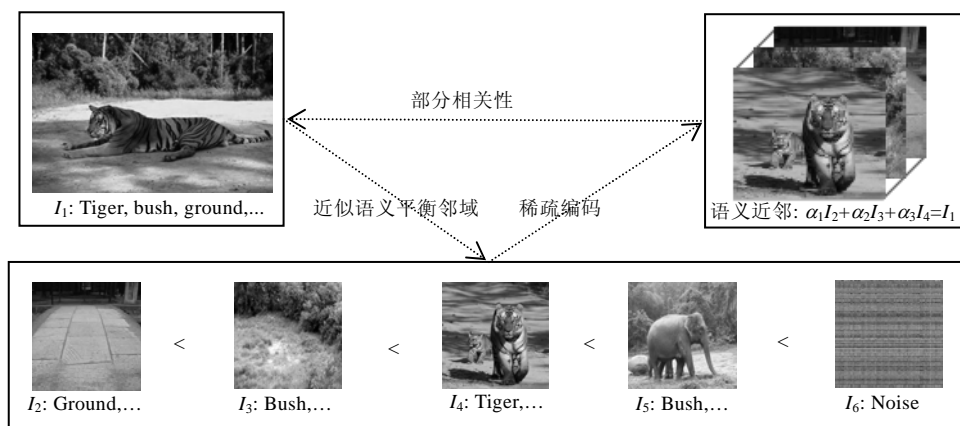 部分相关性
I₁: Tiger, bush, ground,...
近似语义平衡邻域
稀疏编码
语义近邻: α₁I₂+α₂I₃+α₃I₄=I₁
< < < <
I₂: Ground,… I₃: Bush,… I₄: Tiger,… I₅: Bush,… I₆: Noise